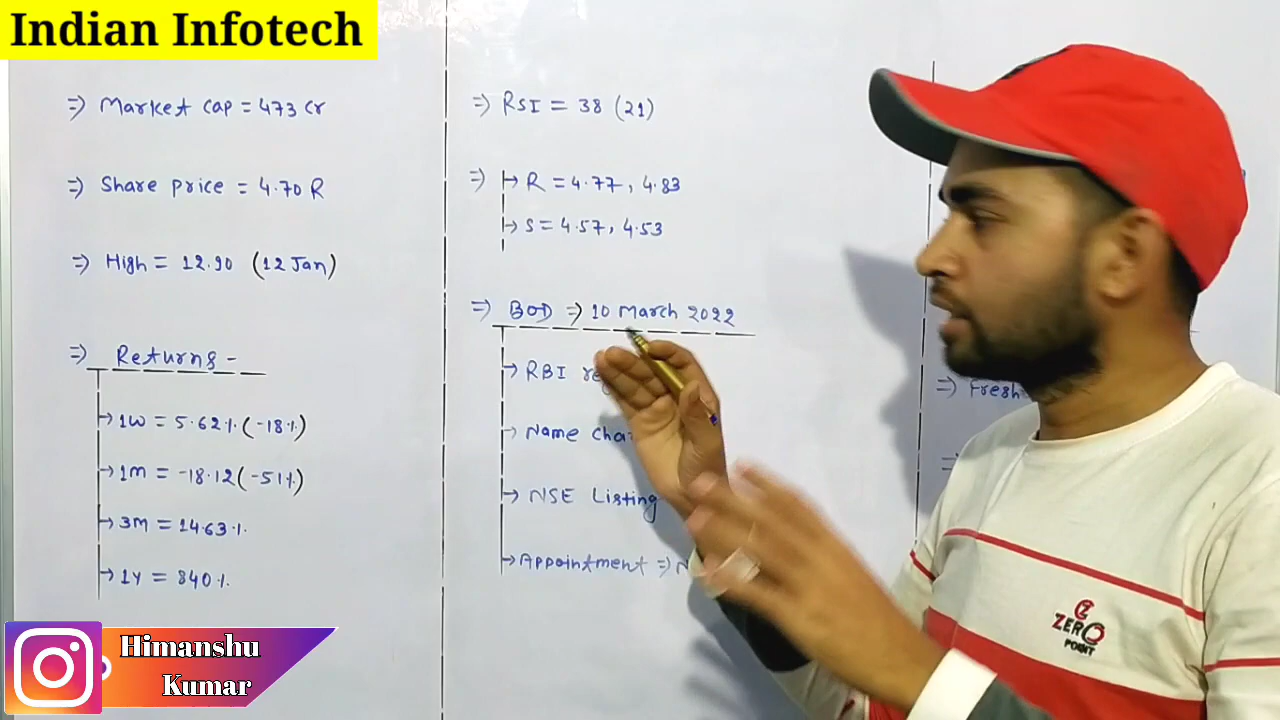 Indian Infotech
=> Market cap = 473 Cr
=> Share price = 4.70 R
=> High = 12.90 (12 Jan)
=> Returns -
→ 1W = 5.62% (-18%)
→ 1M = -18.12 (-51%)
→ 3M = 14.63%
→ 1Y = 840%
=> RSI = 38 (21)
=> → R = 4.77, 4.83
→ S = 4.57, 4.53
=> BOD => 10 March 2022
→ RBI
→ Name
→ NSE Listing
→ Appointment =>
=> Fresh
ZERO
POINT
Himanshu
Kumar